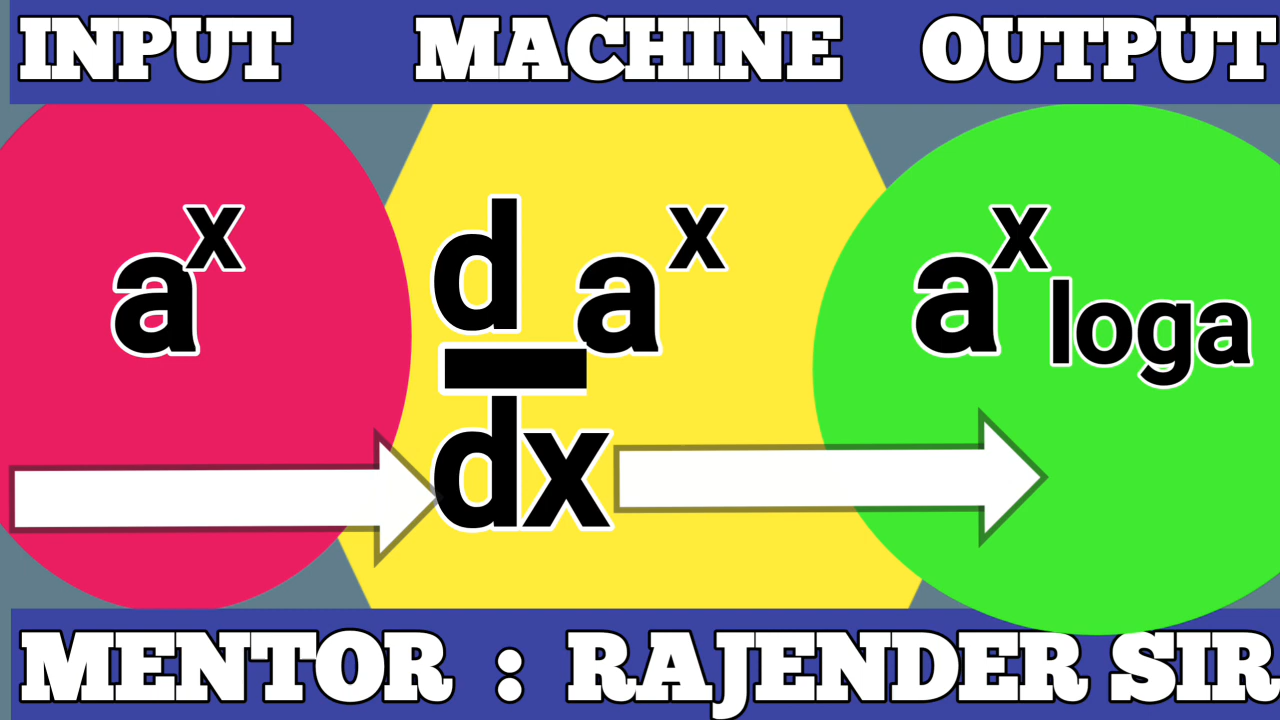 INPUT MACHINE OUTPUT
a^x d/dx a^x a^x loga
MENTOR : RAJENDER SIR